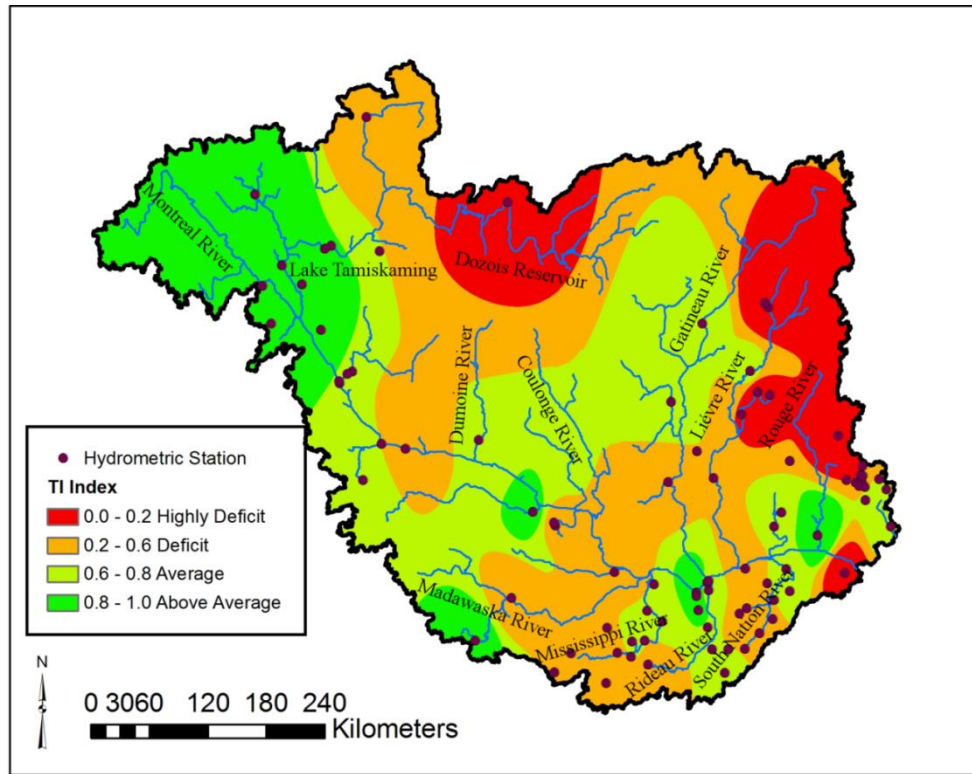 Montreal River
Lake Tamiskaming
Dozois Reservoir
Gatineau River
Dumoine River
Coulonge River
Liévre River
Rouge River
Hydrometric Station
TI Index
0.0 - 0.2 Highly Deficit
0.2 - 0.6 Deficit
0.6 - 0.8 Average
0.8 - 1.0 Above Average
Madawaska River
Mississippi River
Rideau River
South Nation River
N
0 3060 120 180 240
Kilometers